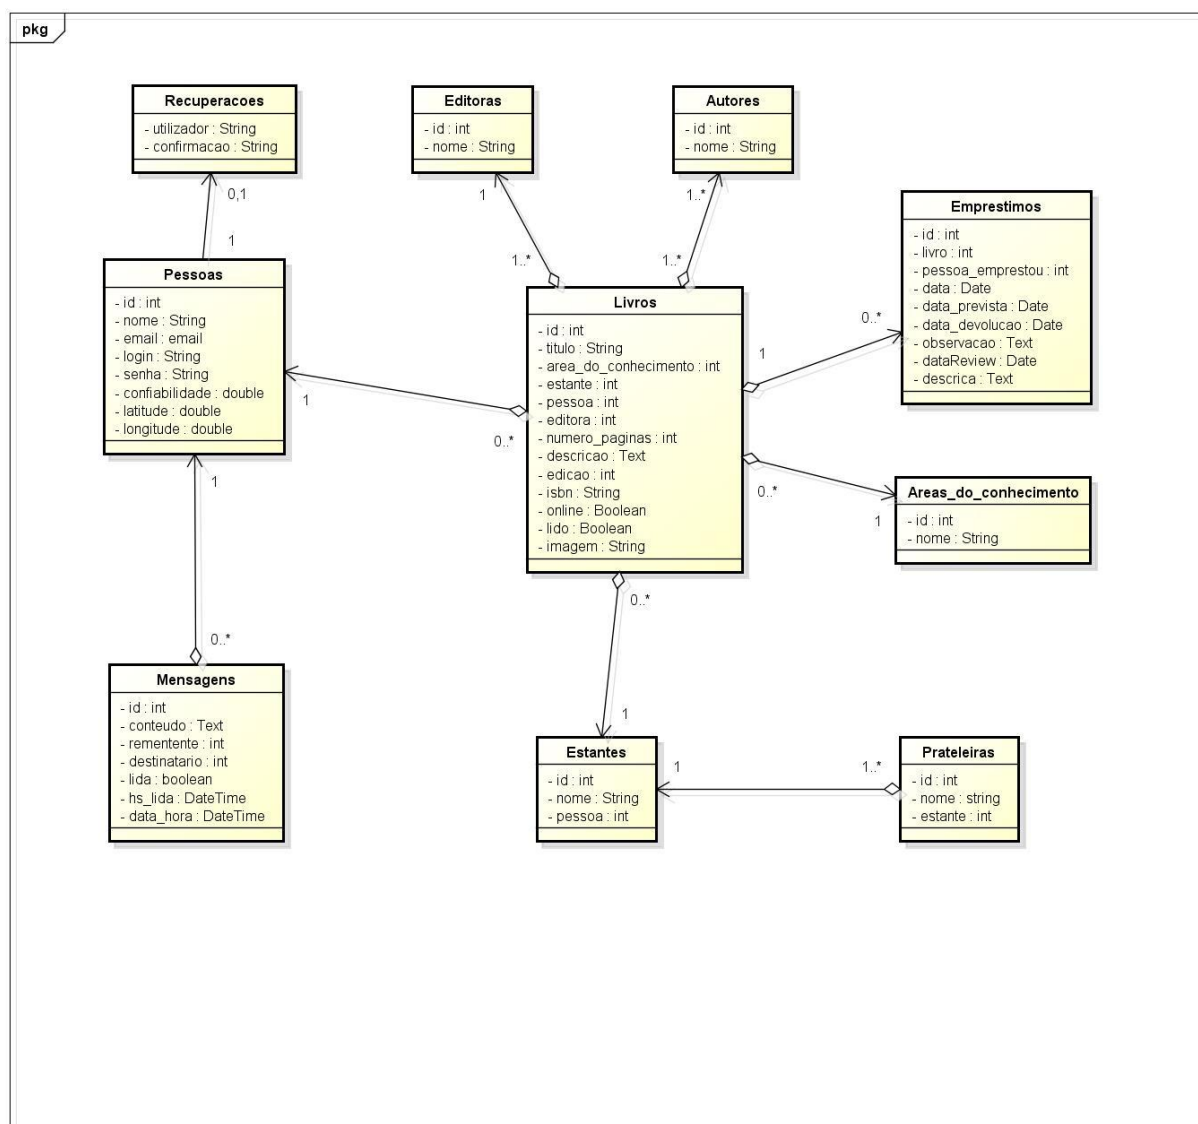 pkg
Recuperacoes
- utilizador : String
- confirmacao : String
Editoras
- id : int
- nome : String
Autores
- id : int
- nome : String
0,1
1
1
1..*
1..*
1..*
Emprestimos
- id : int
- livro : int
- pessoa_emprestou : int
- data : Date
- data_prevista : Date
- data_devolucao : Date
- observacao : Text
- dataReview : Date
- descrica : Text
Pessoas
- id : int
- nome : String
- email : email
- login : String
- senha : String
- confiabilidade : double
- latitude : double
- longitude : double
Livros
- id : int
- titulo : String
- area_do_conhecimento : int
- estante : int
- pessoa : int
- editora : int
- numero_paginas : int
- descricao : Text
- edicao : int
- isbn : String
- online : Boolean
- lido : Boolean
- imagem : String
0..*
1
1
0..*
0..*
1
Areas_do_conhecimento
- id : int
- nome : String
1
0..*
0..*
1
Mensagens
- id : int
- conteudo : Text
- rementente : int
- destinatario : int
- lida : boolean
- hs_lida : DateTime
- data_hora : DateTime
Estantes
- id : int
- nome : String
- pessoa : int
1
1..*
Prateleiras
- id : int
- nome : string
- estante : int